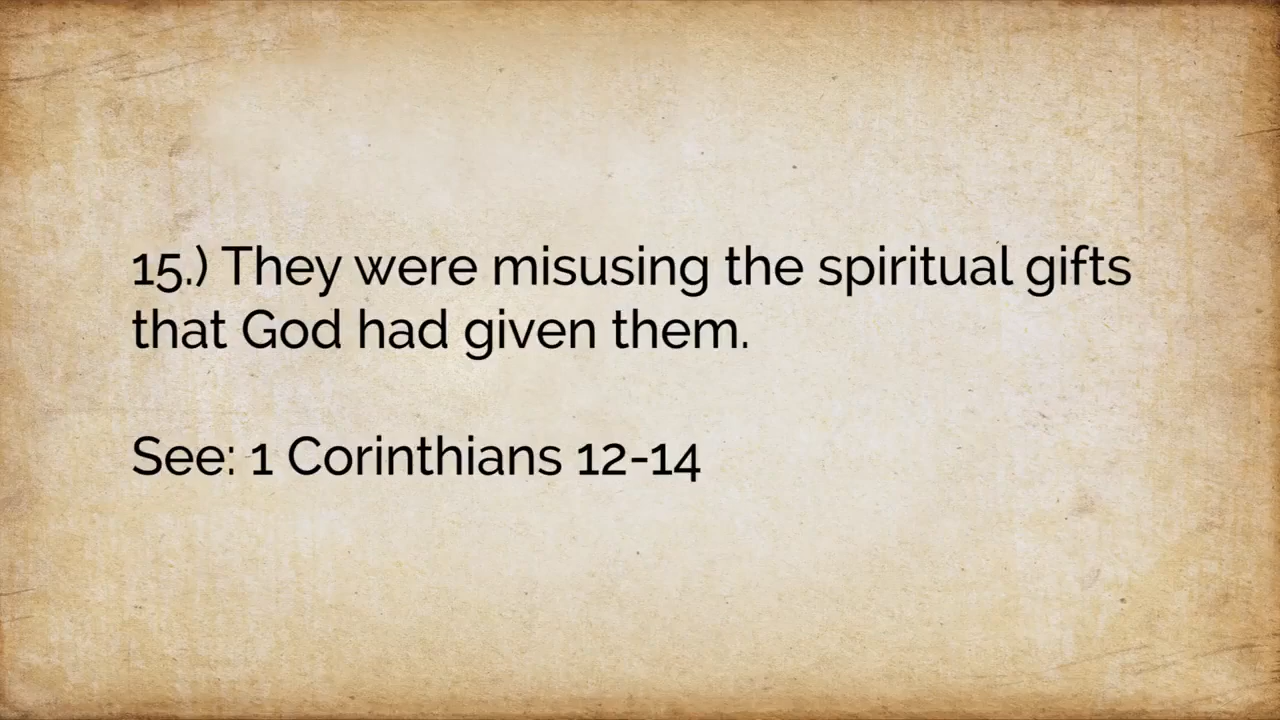 15.) They were misusing the spiritual gifts
that God had given them.
See: 1 Corinthians 12-14